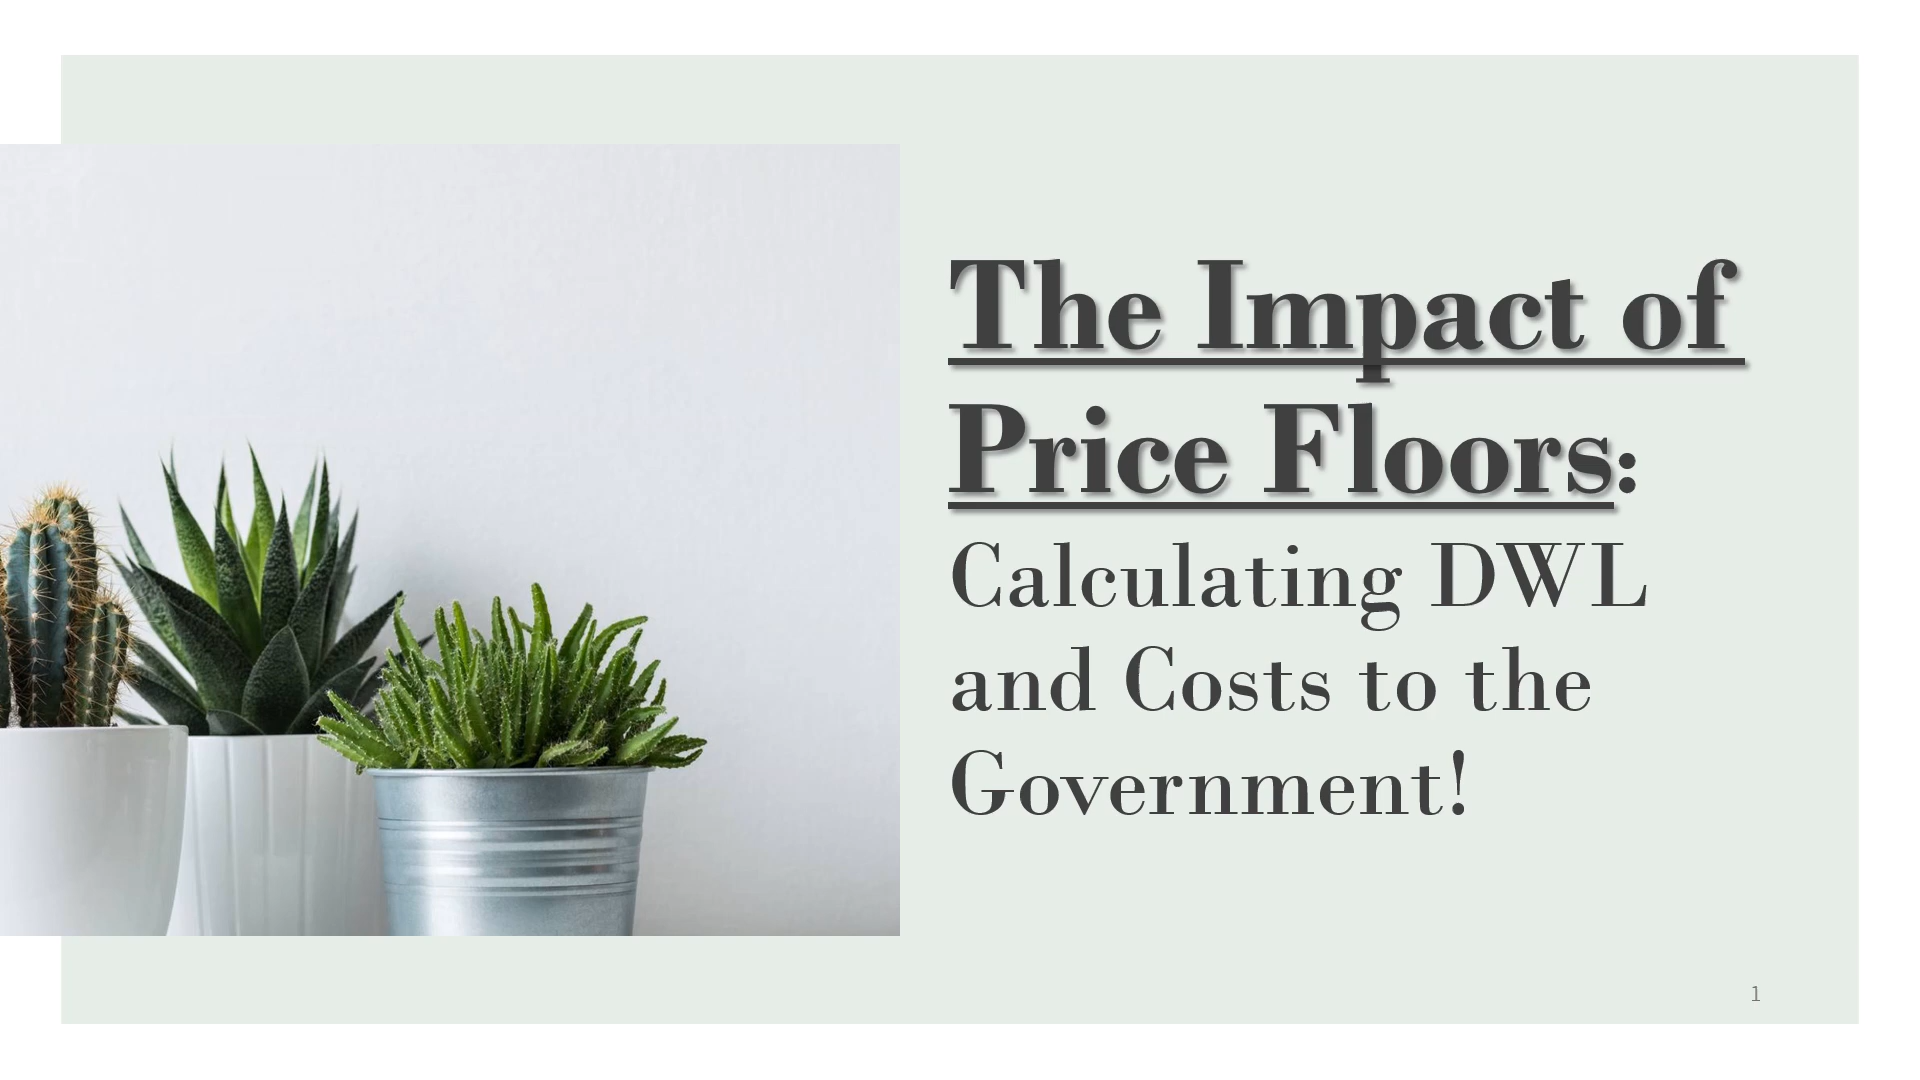 The Impact of
Price Floors:
Calculating DWL
and Costs to the
Government!
1